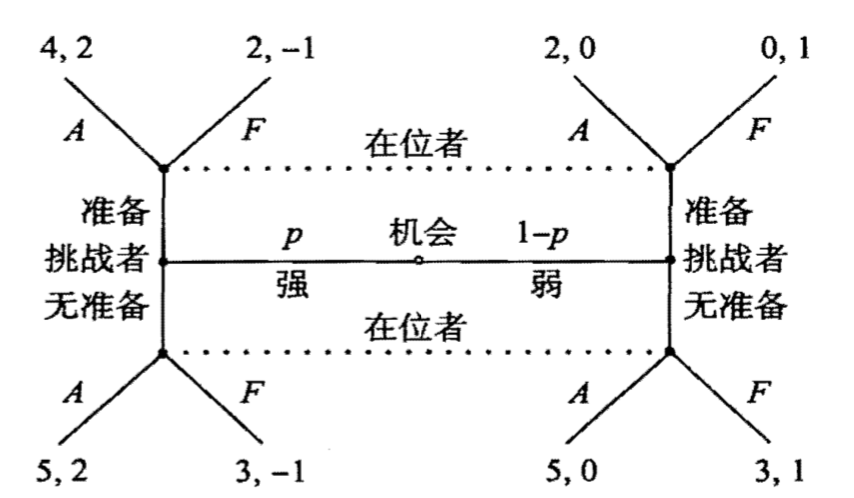 4, 2 2, −1 2, 0 0, 1
A F 在位者 A F
准备 准备
p 机会 1−p
挑战者 挑战者
强 弱
无准备 无准备
在位者
A F A F
5, 2 3, −1 5, 0 3, 1